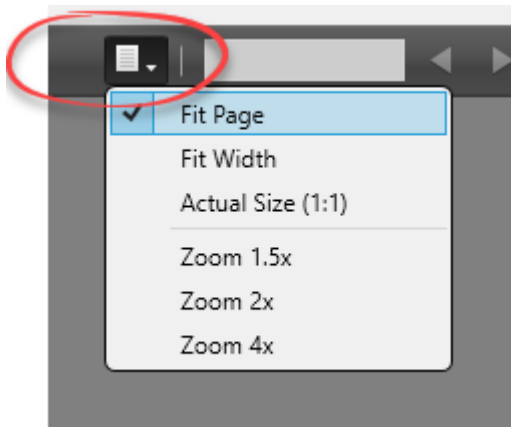 Fit Page
Fit Width
Actual Size (1:1)
Zoom 1.5x
Zoom 2x
Zoom 4x